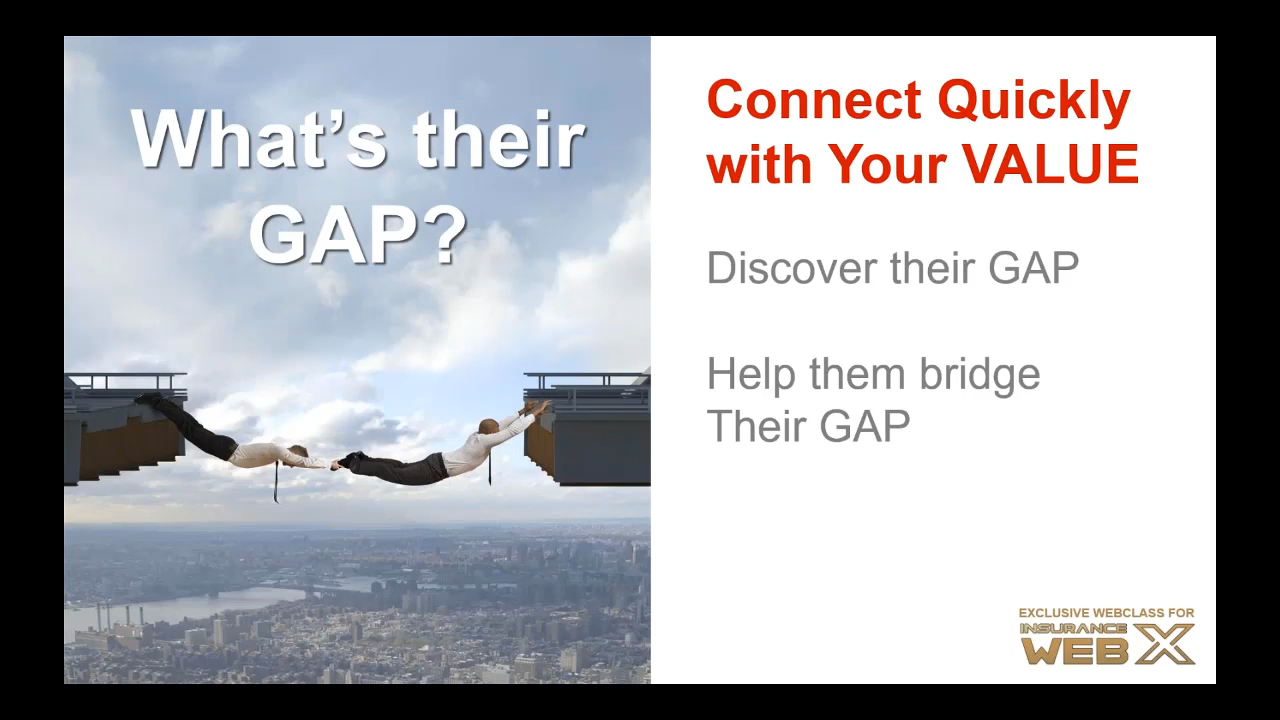 What's their
GAP?
Connect Quickly
with Your VALUE
Discover their GAP
Help them bridge
Their GAP
EXCLUSIVE WEBCLASS FOR
INSURANCE
WEB X